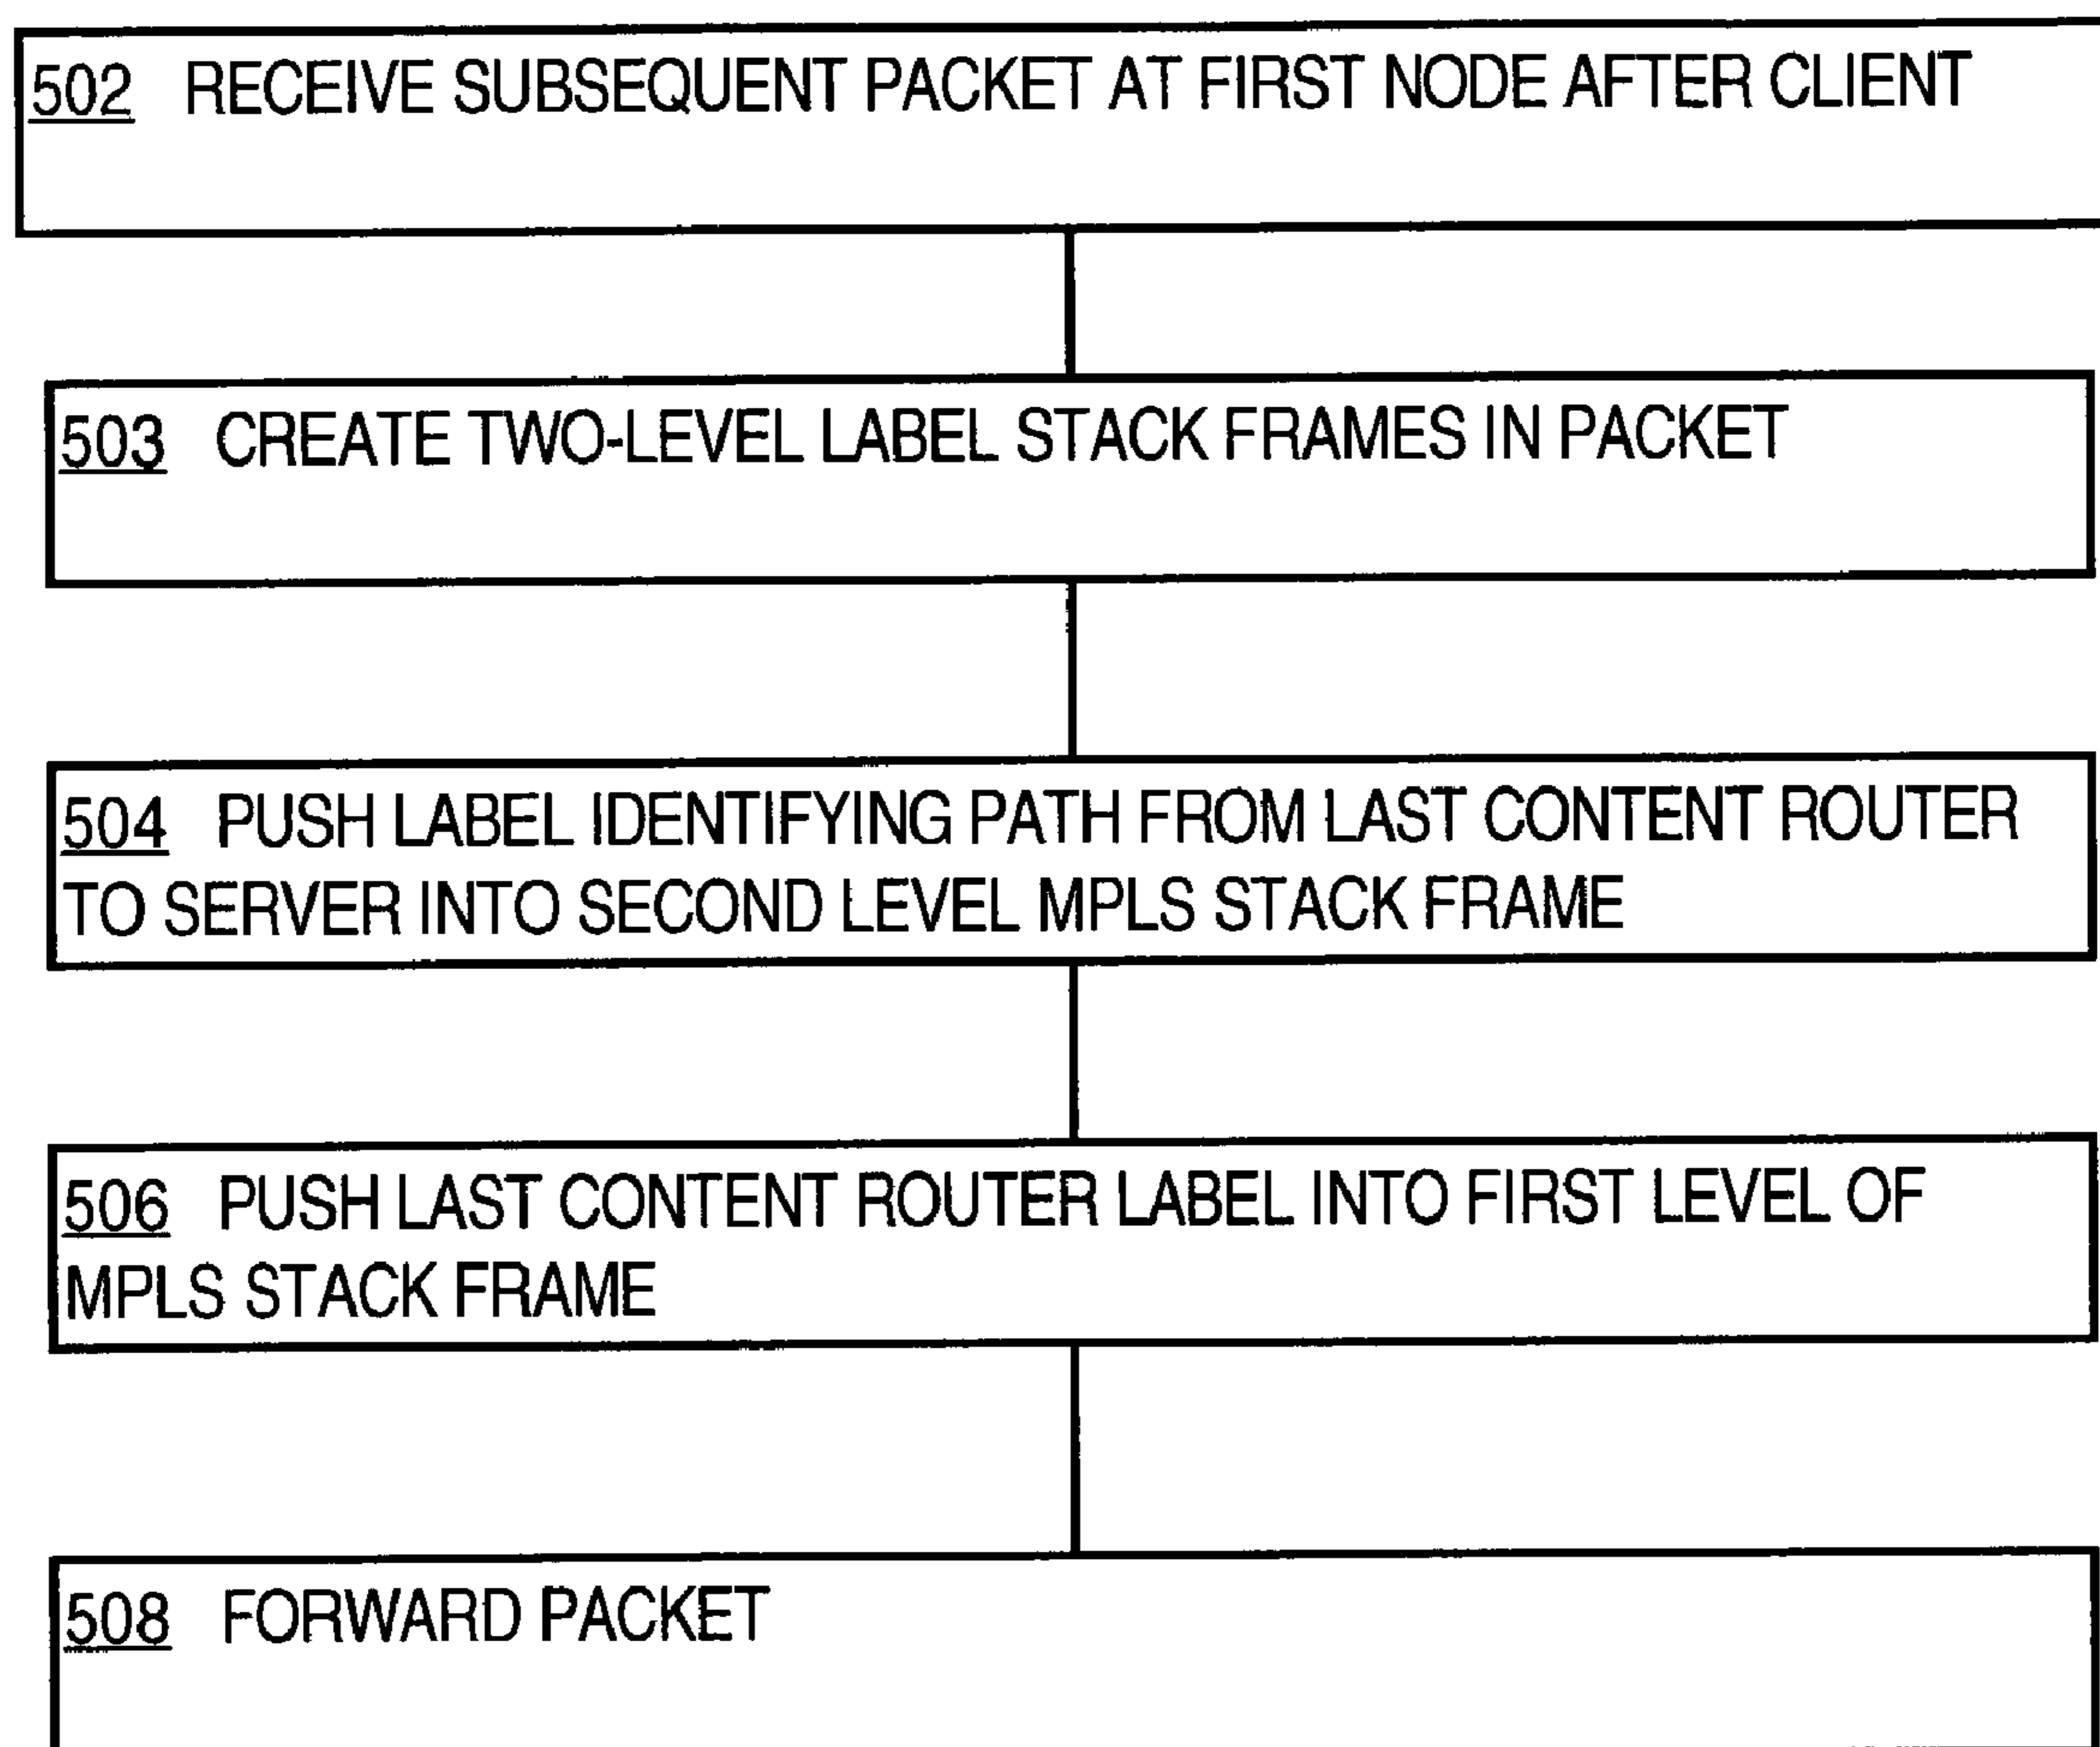 502 RECEIVE SUBSEQUENT PACKET AT FIRST NODE AFTER CLIENT
503 CREATE TWO-LEVEL LABEL STACK FRAMES IN PACKET
504 PUSH LABEL IDENTIFYING PATH FROM LAST CONTENT ROUTER
TO SERVER INTO SECOND LEVEL MPLS STACK FRAME
506 PUSH LAST CONTENT ROUTER LABEL INTO FIRST LEVEL OF
MPLS STACK FRAME
508 FORWARD PACKET